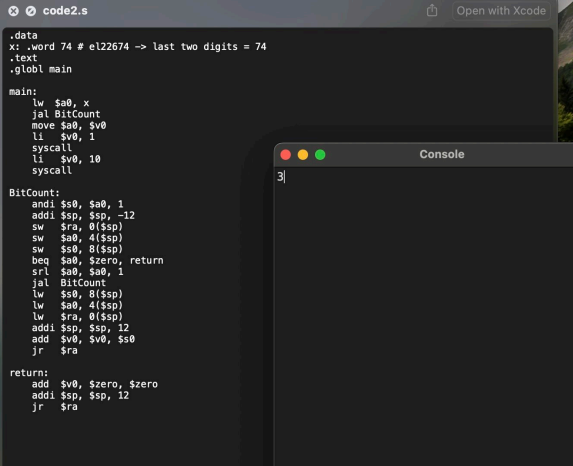 code2.s
Open with Xcode
.data
x: .word 74 # el22674 -> last two digits = 74
.text
.globl main
main:
lw $a0, x
jal BitCount
move $a0, $v0
li $v0, 1
syscall
li $v0, 10
syscall
BitCount:
andi $s0, $a0, 1
addi $sp, $sp, -12
sw $ra, 0($sp)
sw $a0, 4($sp)
sw $s0, 8($sp)
beq $a0, $zero, return
srl $a0, $a0, 1
jal BitCount
lw $s0, 8($sp)
lw $a0, 4($sp)
lw $ra, 0($sp)
addi $sp, $sp, 12
add $v0, $v0, $s0
jr $ra
return:
add $v0, $zero, $zero
addi $sp, $sp, 12
jr $ra
Console
3